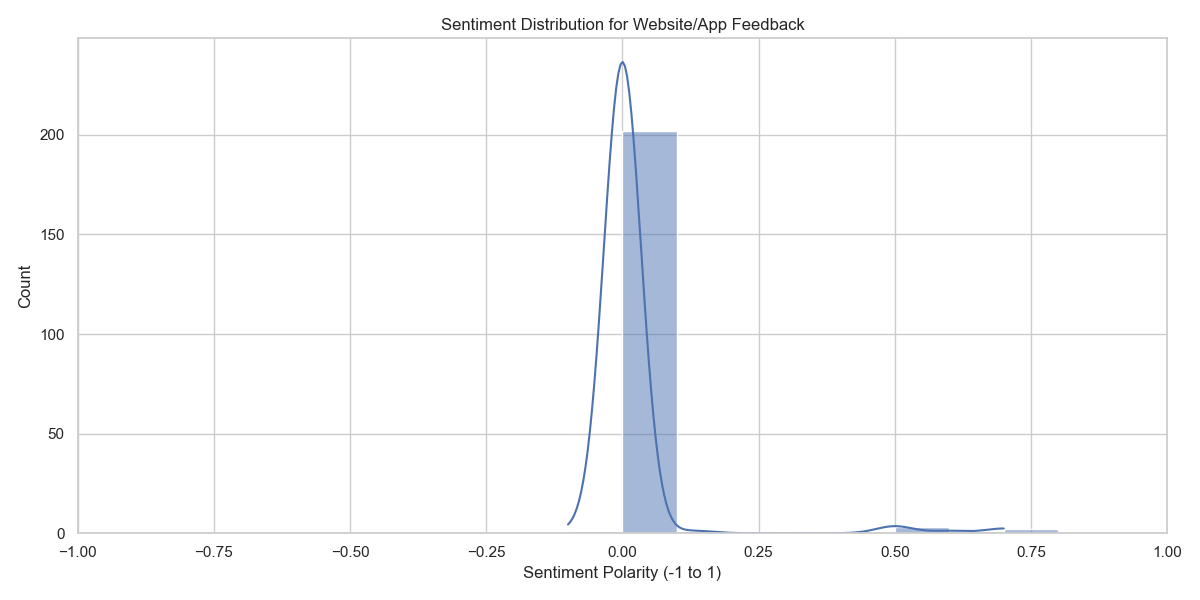 Sentiment Distribution for Website/App Feedback
Count
200
150
100
50
0
−1.00 −0.75 −0.50 −0.25 0.00 0.25 0.50 0.75 1.00
Sentiment Polarity (-1 to 1)